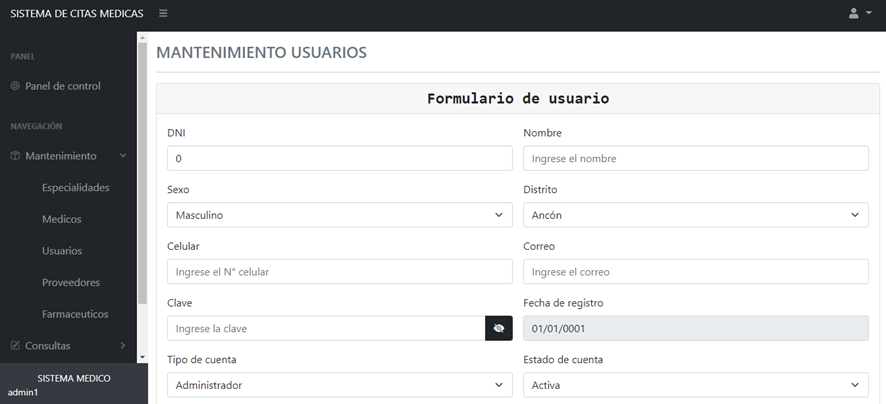 SISTEMA DE CITAS MEDICAS
PANEL
Panel de control
NAVEGACIÓN
Mantenimiento
Especialidades
Medicos
Usuarios
Proveedores
Farmaceuticos
Consultas
SISTEMA MEDICO
admin1
MANTENIMIENTO USUARIOS
Formulario de usuario
DNI
0
Nombre
Ingrese el nombre
Sexo
Masculino
Distrito
Ancón
Celular
Ingrese el N° celular
Correo
Ingrese el correo
Clave
Ingrese la clave
Fecha de registro
01/01/0001
Tipo de cuenta
Administrador
Estado de cuenta
Activa